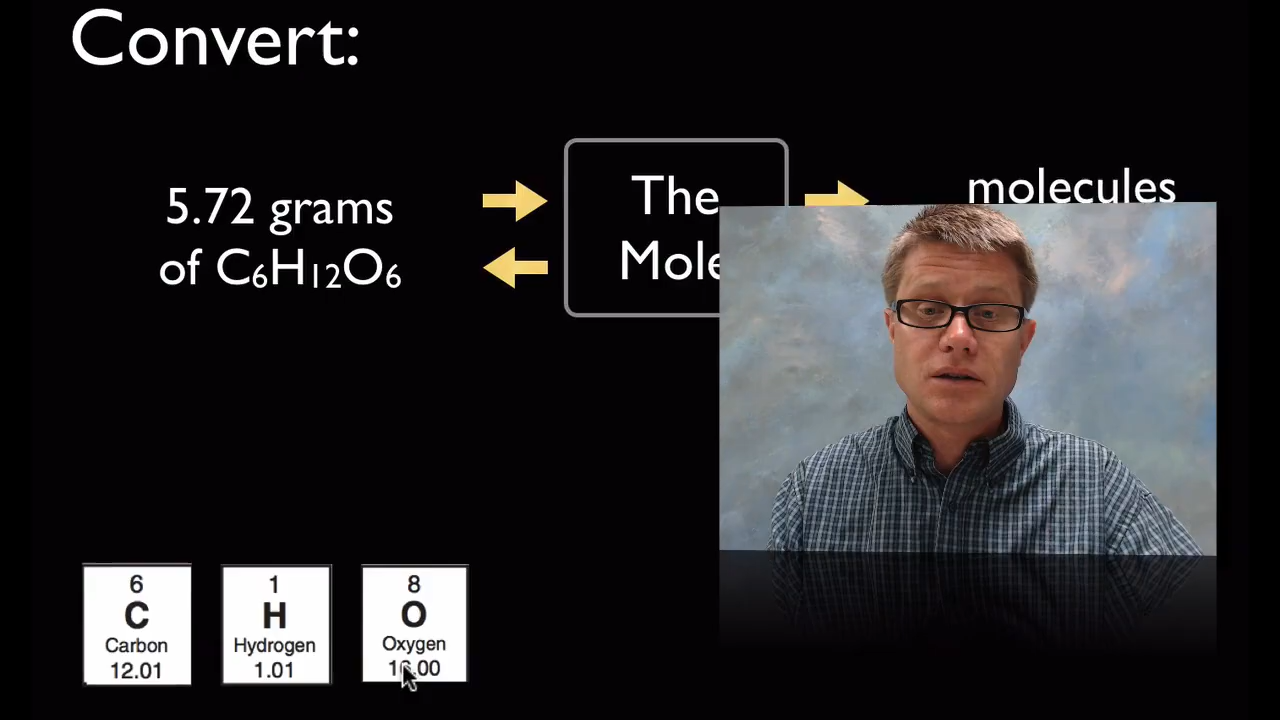 Convert:
5.72 grams
of C₆H₁₂O₆
The
Mole
molecules
6
C
Carbon
12.01
1
H
Hydrogen
1.01
8
O
Oxygen
16.00